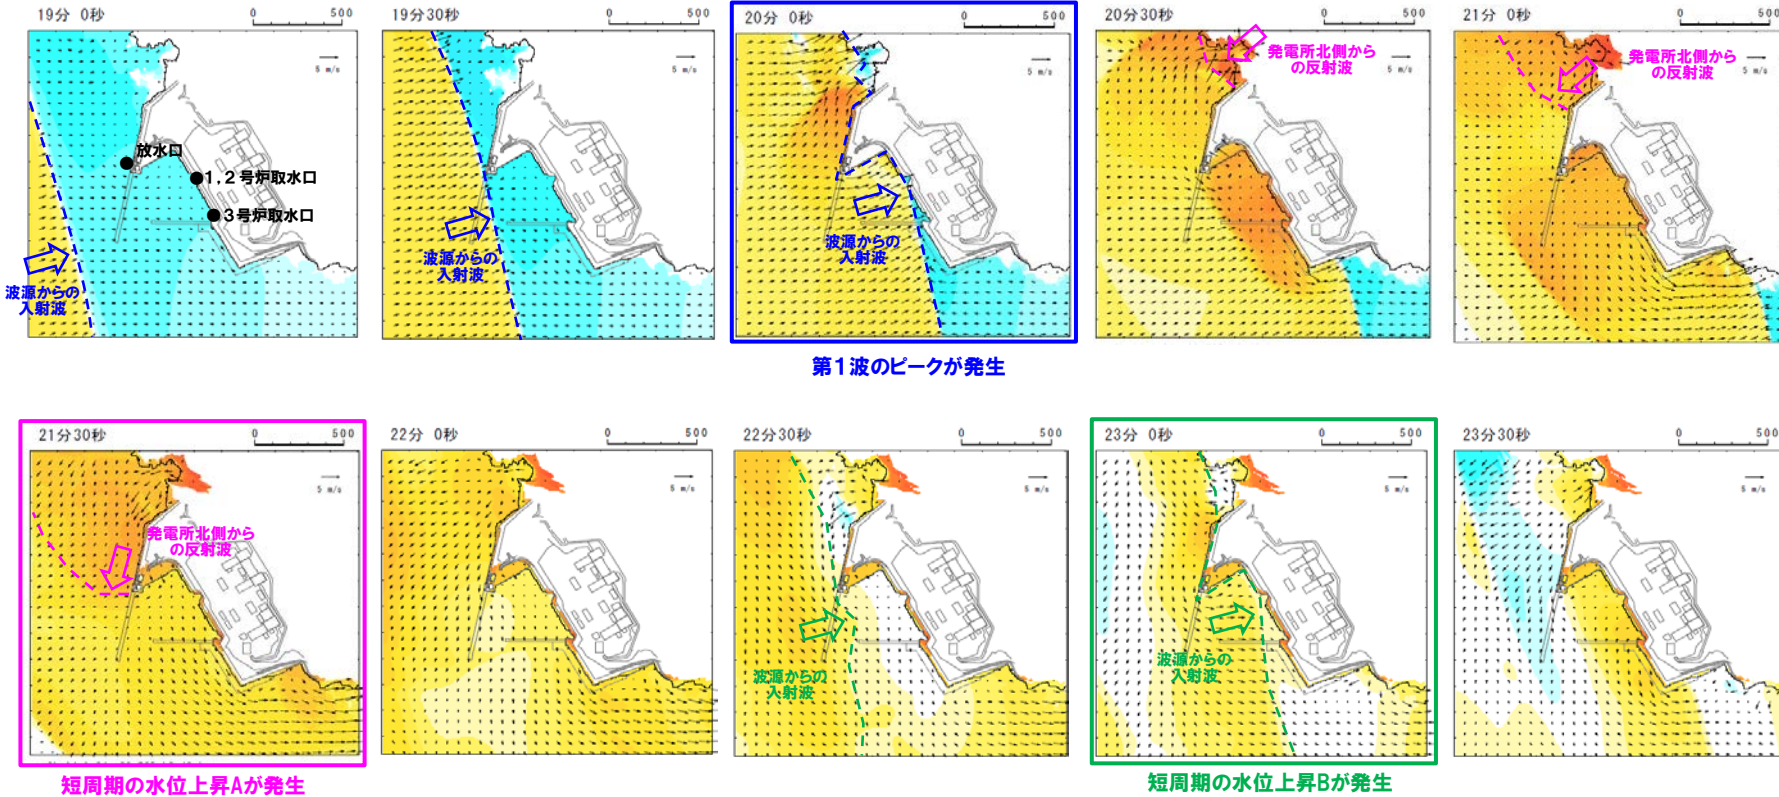 19分 0秒
0 500
5 m/s
放水口
1,2号炉取水口
3号炉取水口
波源からの
入射波
19分30秒
0 500
5 m/s
波源からの
入射波
20分 0秒
0 500
5 m/s
波源からの
入射波
第1波のピークが発生
20分30秒
0 500
発電所北側から
の反射波
5 m/s
21分 0秒
0 500
発電所北側から
の反射波
5 m/s
21分30秒
0 500
5 m/s
発電所北側から
の反射波
短周期の水位上昇Aが発生
22分 0秒
0 500
5 m/s
22分30秒
0 500
5 m/s
波源からの
入射波
23分 0秒
0 500
5 m/s
波源からの
入射波
短周期の水位上昇Bが発生
23分30秒
0 500
5 m/s